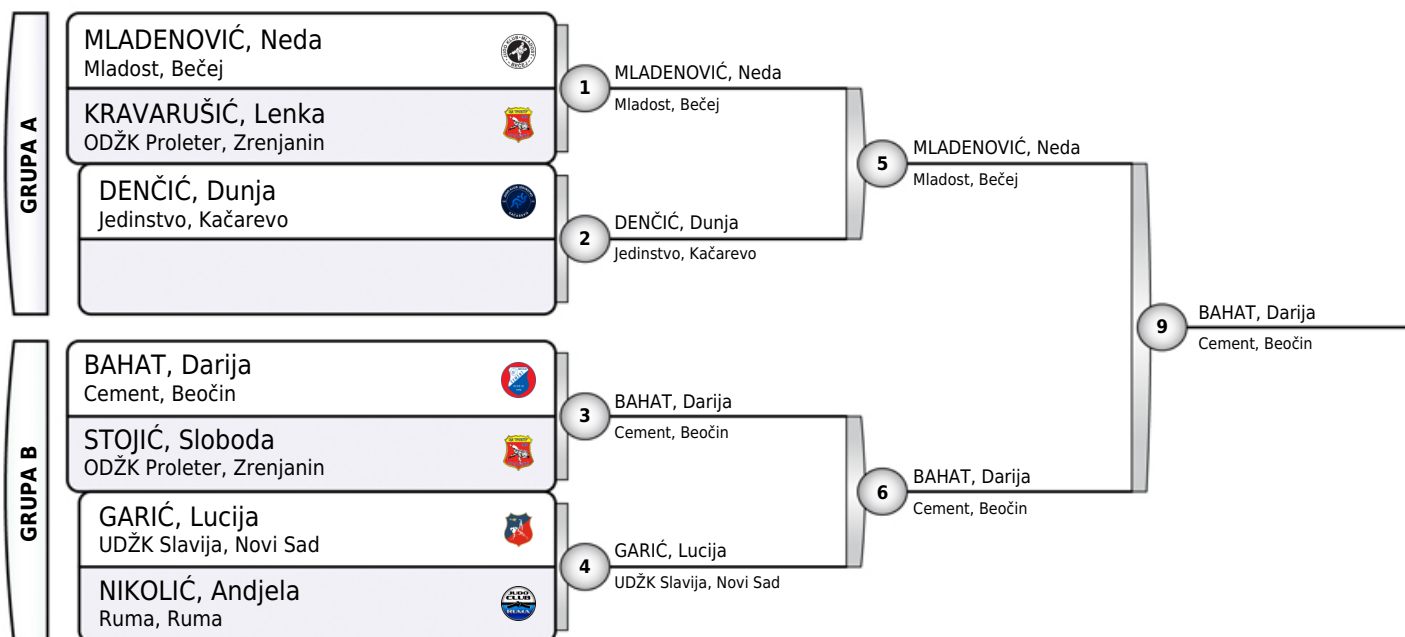 GRUPA A
MLADENOVIĆ, Neda
Mladost, Bečej
KRAVARUŠIĆ, Lenka
ODŽK Proleter, Zrenjanin
DENČIĆ, Dunja
Jedinstvo, Kačarevo
1
MLADENOVIĆ, Neda
Mladost, Bečej
2
DENČIĆ, Dunja
Jedinstvo, Kačarevo
5
MLADENOVIĆ, Neda
Mladost, Bečej
GRUPA B
BAHAT, Darija
Cement, Beočin
STOJIĆ, Sloboda
ODŽK Proleter, Zrenjanin
GARIĆ, Lucija
UDŽK Slavija, Novi Sad
NIKOLIĆ, Andjela
Ruma, Ruma
JUDO
CLUB
RUMA
3
BAHAT, Darija
Cement, Beočin
4
GARIĆ, Lucija
UDŽK Slavija, Novi Sad
6
BAHAT, Darija
Cement, Beočin
9
BAHAT, Darija
Cement, Beočin